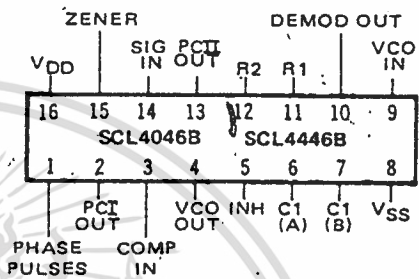 ZENER
DEMOD OUT
SIG IN
PCII OUT
VCO IN
VDD
R2
R1
16 15 14 13 12 11 10 9
SCL4046B SCL4446B
1 2 3 4 5 6 7 8
PCI OUT
VCO OUT
INH
C1 (A)
C1 (B)
VSS
PHASE PULSES
COMP IN